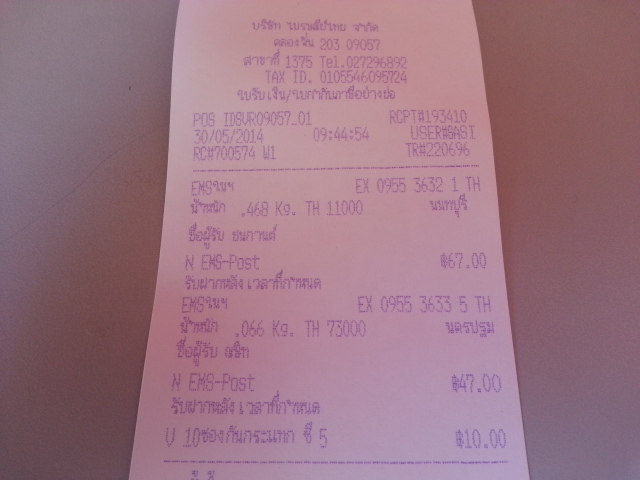 บริษัท ไปรษณีย์ไทย จำกัด
คลองจั่น 203 09057
สาขาที่ 1375 Tel.027296892
TAX ID. 0105546095724
ใบรับเงิน/ใบกำกับภาษีอย่างย่อ
POS ID:SVR09057_01 RCPT#193410
30/05/2014 09:44:54 USER#SASI
RC#700574 W1 TR#220696
EMSในฯ EX 0955 3632 1 TH
น้ำหนัก .468 Kg. TH 11000 นนทบุรี
ชื่อผู้รับ ธนกานต์
N EMS-Post ฿67.00
รับฝากหลังเวลาที่กำหนด
EMSในฯ EX 0955 3633 5 TH
น้ำหนัก .066 Kg. TH 73000 นครปฐม
ชื่อผู้รับ
N EMS-Post ฿47.00
รับฝากหลังเวลาที่กำหนด
V 10ซองกันกระแทก ซี 5 ฿10.00